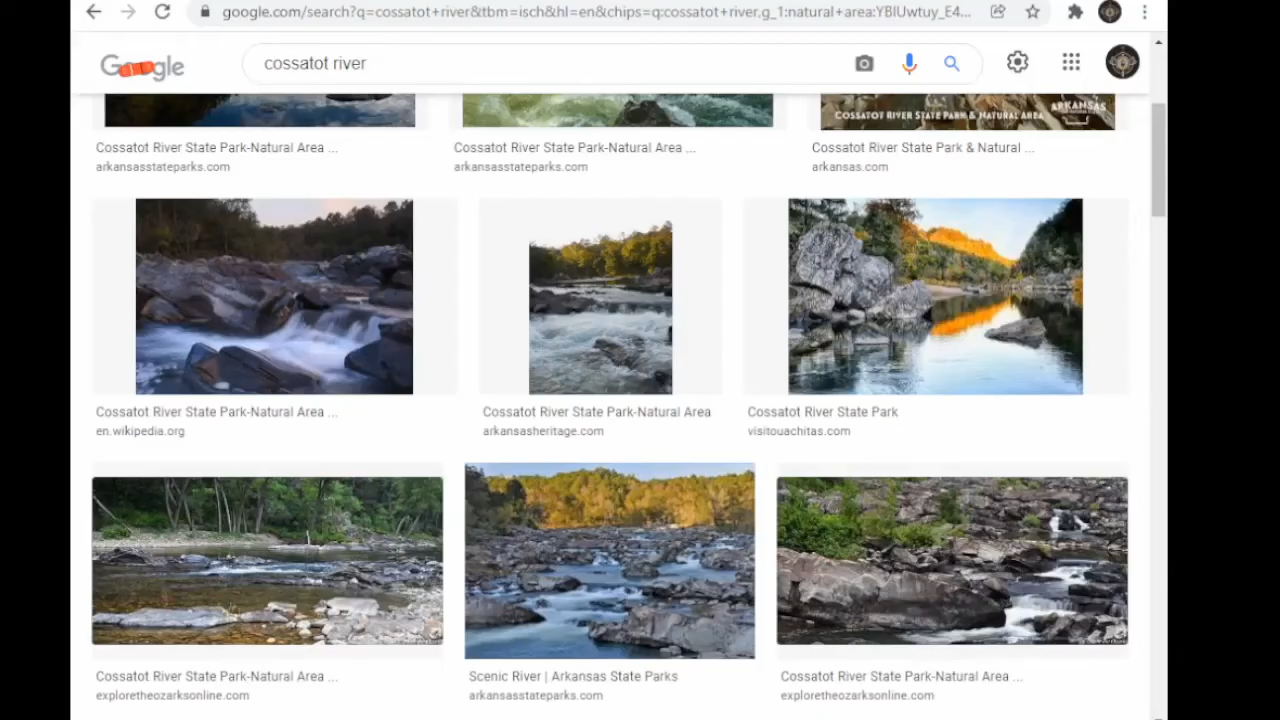 google.com/search?q=cossatot+river&tbm=isch&hl=en&chips=q:cossatot+river,g_1:natural+area:YBlUwtuy_E4...
Google
cossatot river
COSSATOT RIVER STATE PARK & NATURAL AREA
ARKANSAS
Cossatot River State Park-Natural Area ...
arkansasstateparks.com
Cossatot River State Park-Natural Area ...
arkansasstateparks.com
Cossatot River State Park & Natural ...
arkansas.com
Cossatot River State Park-Natural Area ...
en.wikipedia.org
Cossatot River State Park-Natural Area
arkansasheritage.com
Cossatot River State Park
visitouachitas.com
Cossatot River State Park-Natural Area ...
exploretheozarksonline.com
Scenic River | Arkansas State Parks
arkansasstateparks.com
Cossatot River State Park-Natural Area ...
exploretheozarksonline.com